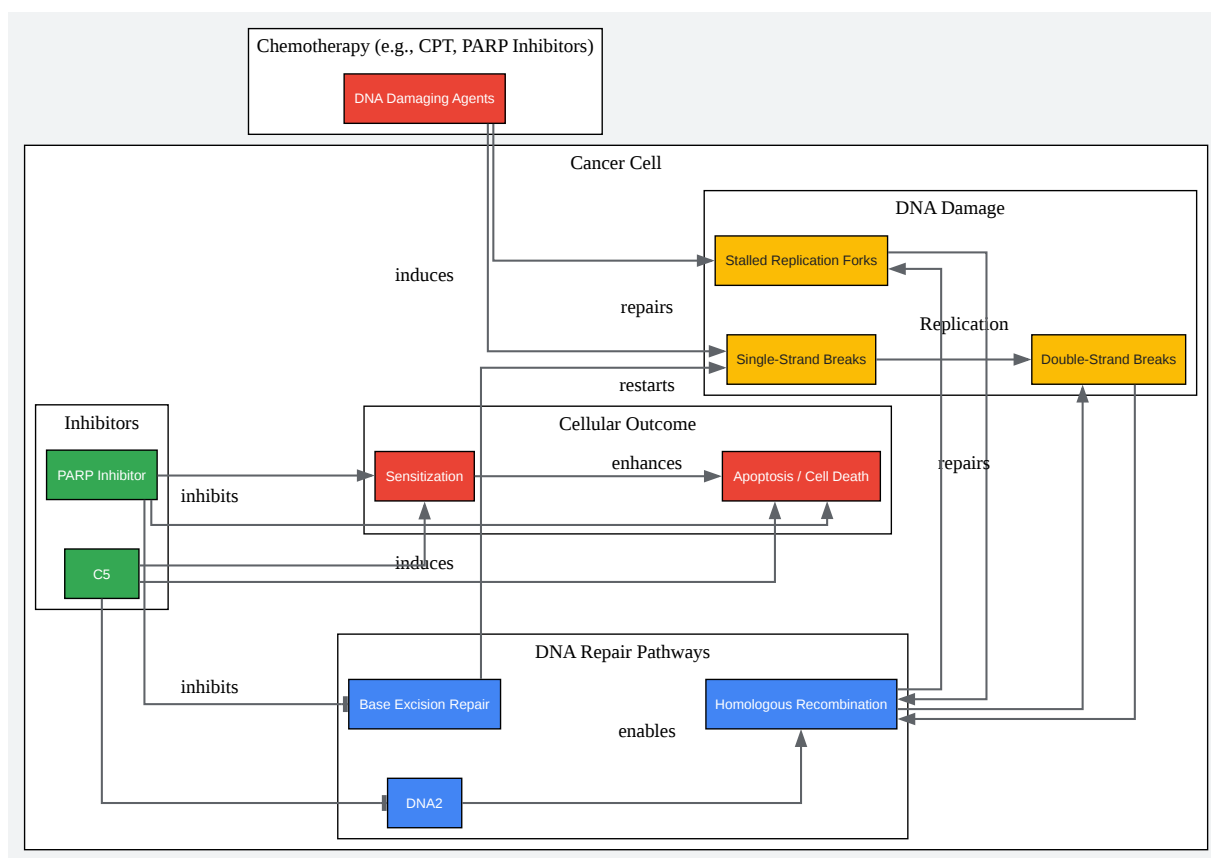 Chemotherapy (e.g., CPT, PARP Inhibitors)
DNA Damaging Agents
Cancer Cell
DNA Damage
Stalled Replication Forks
induces
repairs
Replication
Single-Strand Breaks
Double-Strand Breaks
restarts
Inhibitors
Cellular Outcome
PARP Inhibitor
Sensitization
enhances
Apoptosis / Cell Death
repairs
inhibits
C5
induces
DNA Repair Pathways
inhibits
Base Excision Repair
Homologous Recombination
enables
DNA2